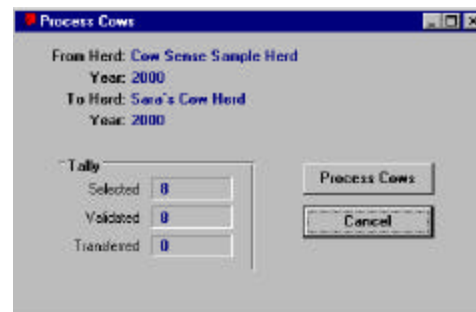 Process Cows
From Herd: Cow Sense Sample Herd
Year: 2000
To Herd: Sara's Cow Herd
Year: 2000
Tally
Selected 8
Validated 8
Transferred 0
Process Cows
Cancel